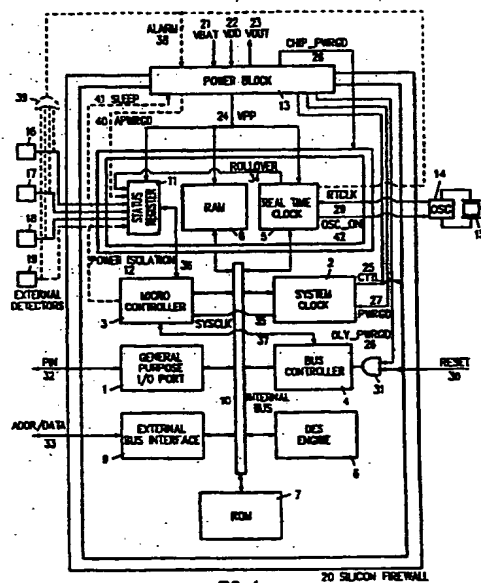 ALARM 38
21 VBAT
22 VDD
23 VOUT
CHIP_PWRGD 26
POWER BLOCK 13
41 SLEEP
40 APWRGD
24 VPP
39
16
17
18
19
EXTERNAL DETECTORS
ROLLOVER 34
11
STATUS REGISTER
RAM
REAL TIME CLOCK 5
RTCLK 29
OSC_ON 42
14
OSC
15
POWER ISOLATION 12
36
MICRO CONTROLLER 3
2
SYSTEM CLOCK
25 CTD
27 PWRGD
SYSCLK 35
37
DLY_PWRGD 28
PIN 32
GENERAL PURPOSE I/O PORT 1
BUS CONTROLLER 4
31
RESET 30
10
INTERNAL BUS
ADDR/DATA 33
EXTERNAL BUS INTERFACE 9
DES ENGINE
ROM
7
20 SILICON FIREWALL